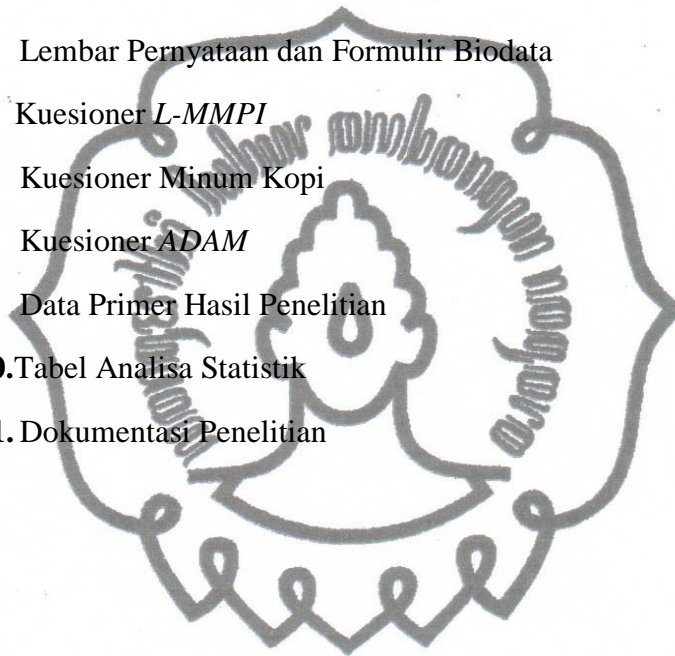 Lembar Pernyataan dan Formulir Biodata
Kuesioner L-MMPI
Kuesioner Minum Kopi
Kuesioner ADAM
Data Primer Hasil Penelitian
0.Tabel Analisa Statistik
1. Dokumentasi Penelitian